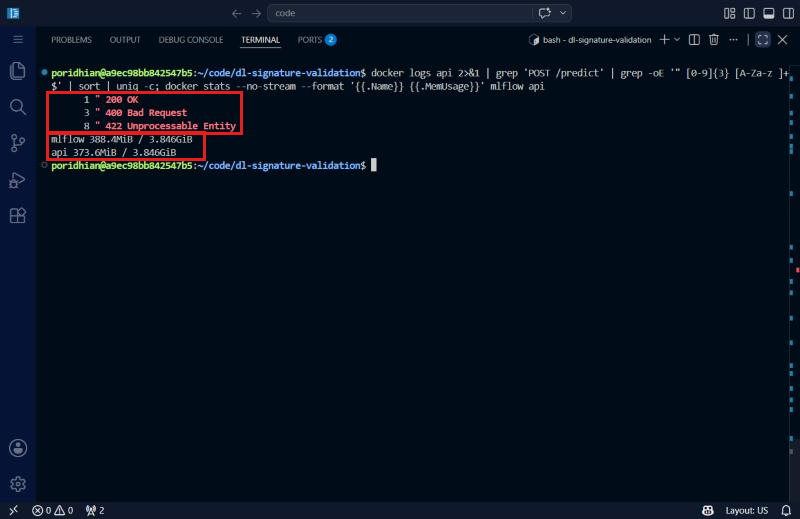 code
PROBLEMS OUTPUT DEBUG CONSOLE TERMINAL PORTS 2 bash - dl-signature-validation
poridhian@a9ec98bb842547b5:~/code/dl-signature-validation$ docker logs api 2>&1 | grep 'POST /predict' | grep -oE '" [0-9]{3} [A-Za-z ]+
$' | sort | uniq -c; docker stats --no-stream --format '{{.Name}} {{.MemUsage}}' mlflow api
1 " 200 OK
3 " 400 Bad Request
8 " 422 Unprocessable Entity
mlflow 388.4MiB / 3.846GiB
api 373.6MiB / 3.846GiB
poridhian@a9ec98bb842547b5:~/code/dl-signature-validation$
0 0 2 Layout: US